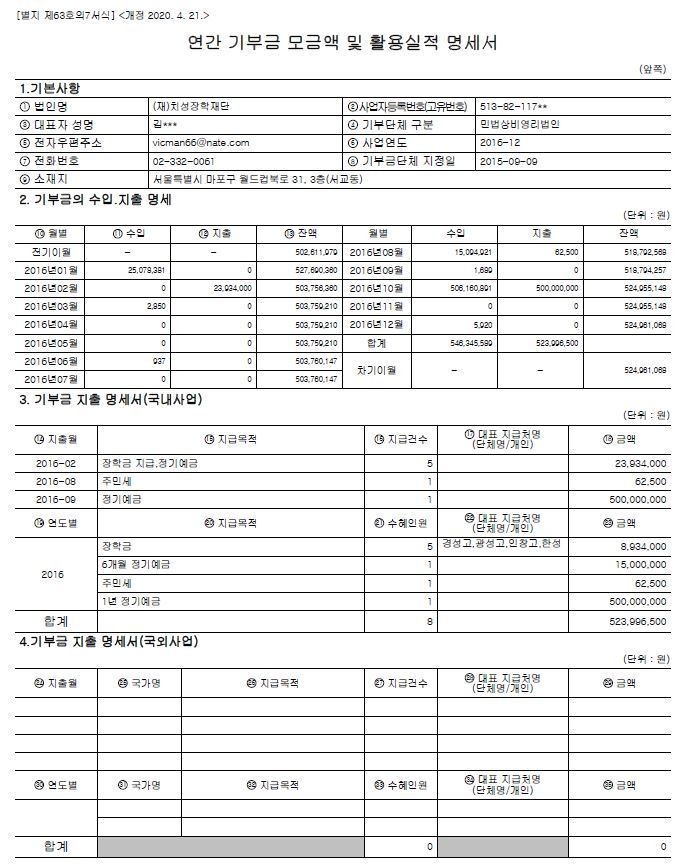 [별지 제63호의7서식] <개정 2020. 4. 21.>
연간 기부금 모금액 및 활용실적 명세서
(앞쪽)
1.기본사항
① 법인명 (재)치성장학재단 ② 사업자등록번호(고유번호) 513-82-117**
③ 대표자 성명 김*** ④ 기부단체 구분 민법상비영리법인
⑤ 전자우편주소 vicman66@nate.com ⑥ 사업연도 2016-12
⑦ 전화번호 02-332-0061 ⑧ 기부금단체 지정일 2015-09-09
⑨ 소재지 서울특별시 마포구 월드컵북로 31, 3층(서교동)
2. 기부금의 수입.지출 명세
(단위 : 원)
⑩ 월별 ⑪ 수입 ⑫ 지출 ⑬ 잔액 월별 수입 지출 잔액
전기이월 - - 502,611,979 2016년08월 15,094,921 62,500 518,792,568
2016년01월 25,078,381 0 527,690,360 2016년09월 1,689 0 518,794,257
2016년02월 0 23,934,000 503,756,360 2016년10월 506,160,891 500,000,000 524,955,148
2016년03월 2,850 0 503,759,210 2016년11월 0 0 524,955,148
2016년04월 0 0 503,759,210 2016년12월 5,920 0 524,961,068
2016년05월 0 0 503,759,210 합계 546,345,589 523,996,500
2016년06월 937 0 503,760,147 차기이월 - - 524,961,068
2016년07월 0 0 503,760,147
3. 기부금 지출 명세서(국내사업)
(단위 : 원)
⑭ 지출월 ⑮ 지급목적 ⑯ 지급건수 ⑰ 대표 지급처명 ⑱ 금액
(단체명/개인)
2016-02 장학금 지급,정기예금 5 23,934,000
2016-08 주민세 1 62,500
2016-09 정기예금 1 500,000,000
⑲ 연도별 ⑳ 지급목적 ㉑ 수혜인원 ㉒ 대표 지급처명 ㉓ 금액
(단체명/개인)
2016 장학금 5 경성고,광성고,인창고,한성 8,934,000
6개월 정기예금 1 15,000,000
주민세 1 62,500
1년 정기예금 1 500,000,000
합계 8 523,996,500
4.기부금 지출 명세서(국외사업)
(단위 : 원)
㉔ 지출월 ㉕ 국가명 ㉖ 지급목적 ㉗ 지급건수 ㉘ 대표 지급처명 ㉙ 금액
(단체명/개인)
㉚ 연도별 ㉛ 국가명 ㉜ 지급목적 ㉝ 수혜인원 ㉞ 대표 지급처명 ㉟ 금액
(단체명/개인)
합계 0 0